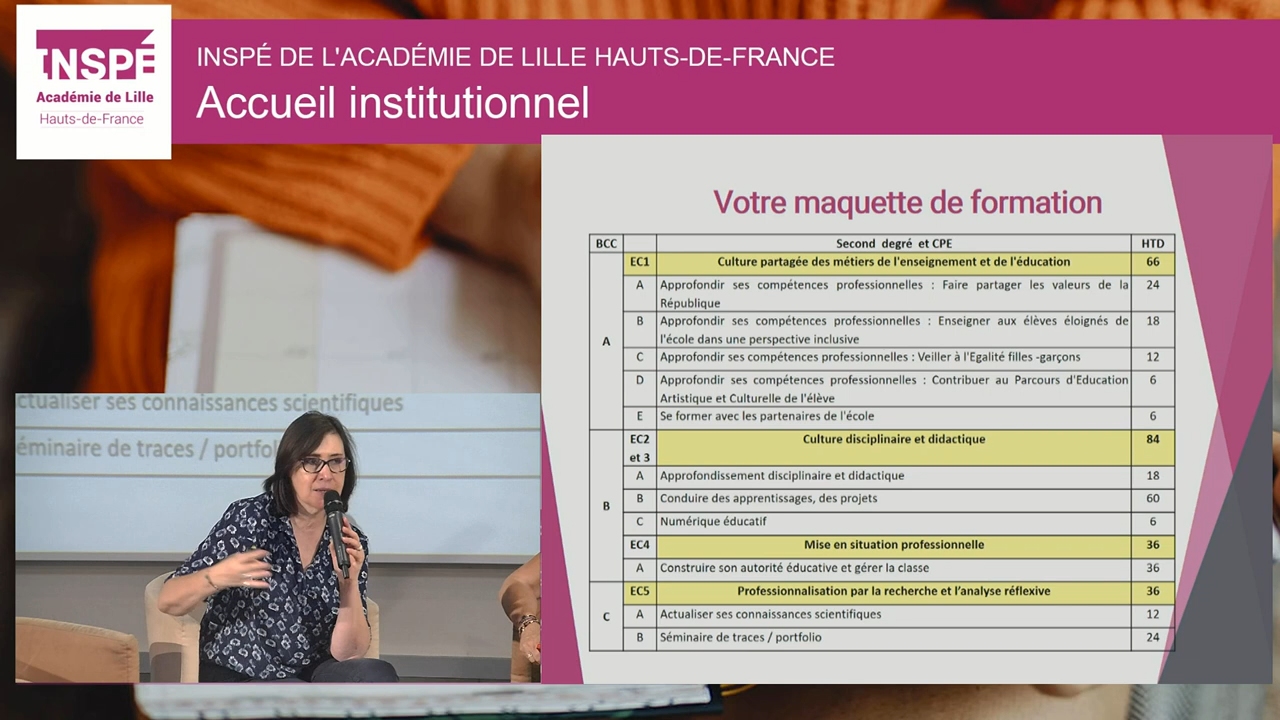 INSPÉ
Académie de Lille
Hauts-de-France
INSPÉ DE L'ACADÉMIE DE LILLE HAUTS-DE-FRANCE
Accueil institutionnel
Votre maquette de formation
BCC Second degré et CPE HTD
A
EC1 Culture partagée des métiers de l'enseignement et de l'éducation 66
A Approfondir ses compétences professionnelles : Faire partager les valeurs de la 24
République
B Approfondir ses compétences professionnelles : Enseigner aux élèves éloignés de 18
l'école dans une perspective inclusive
C Approfondir ses compétences professionnelles : Veiller à l'Egalité filles -garçons 12
D Approfondir ses compétences professionnelles : Contribuer au Parcours d'Education 6
Artistique et Culturelle de l'élève
E Se former avec les partenaires de l'école 6
B
EC2 Culture disciplinaire et didactique 84
et 3
A Approfondissement disciplinaire et didactique 18
B Conduire des apprentissages, des projets 60
C Numérique éducatif 6
EC4 Mise en situation professionnelle 36
A Construire son autorité éducative et gérer la classe 36
C
EC5 Professionnalisation par la recherche et l'analyse réflexive 36
A Actualiser ses connaissances scientifiques 12
B Séminaire de traces / portfolio 24
ctualiser ses connaissances scientifiques
éminaire de traces / portfoli